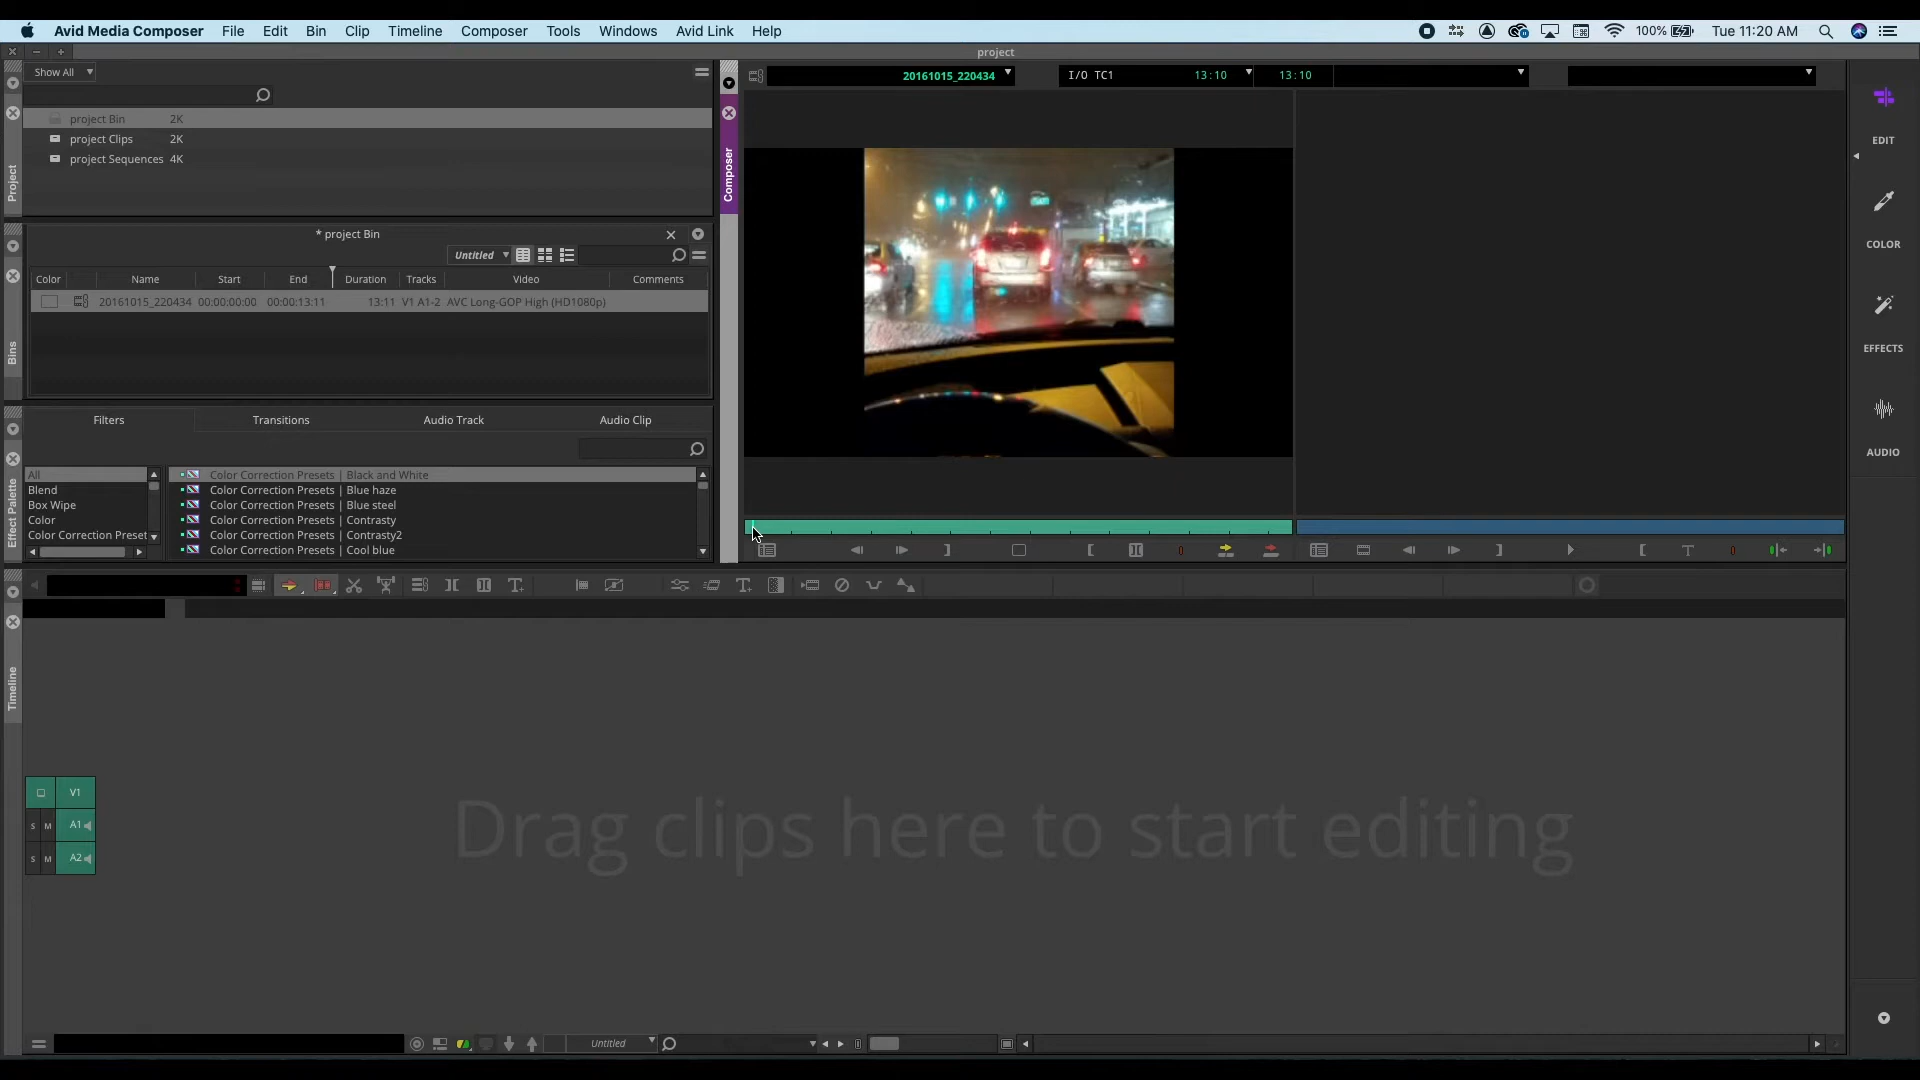 Avid Media Composer File Edit Bin Clip Timeline Composer Tools Windows Avid Link Help 100% Tue 11:20 AM
project
Show All
project Bin 2K
project Clips 2K
project Sequences 4K
Project
* project Bin
Untitled
Color Name Start End Duration Tracks Video Comments
20161015_220434 00:00:00:00 00:00:13:11 13:11 V1 A1-2 AVC Long-GOP High (HD1080p)
Bins
Filters Transitions Audio Track Audio Clip
All
Blend
Box Wipe
Color
Color Correction Preset
Color Correction Presets | Black and White
Color Correction Presets | Blue haze
Color Correction Presets | Blue steel
Color Correction Presets | Contrasty
Color Correction Presets | Contrasty2
Color Correction Presets | Cool blue
Effect Palette
Composer
20161015_220434 I/O TC1 13:10 13:10
EDIT
COLOR
EFFECTS
AUDIO
Timeline
V1
S M A1
S M A2
Drag clips here to start editing
Untitled